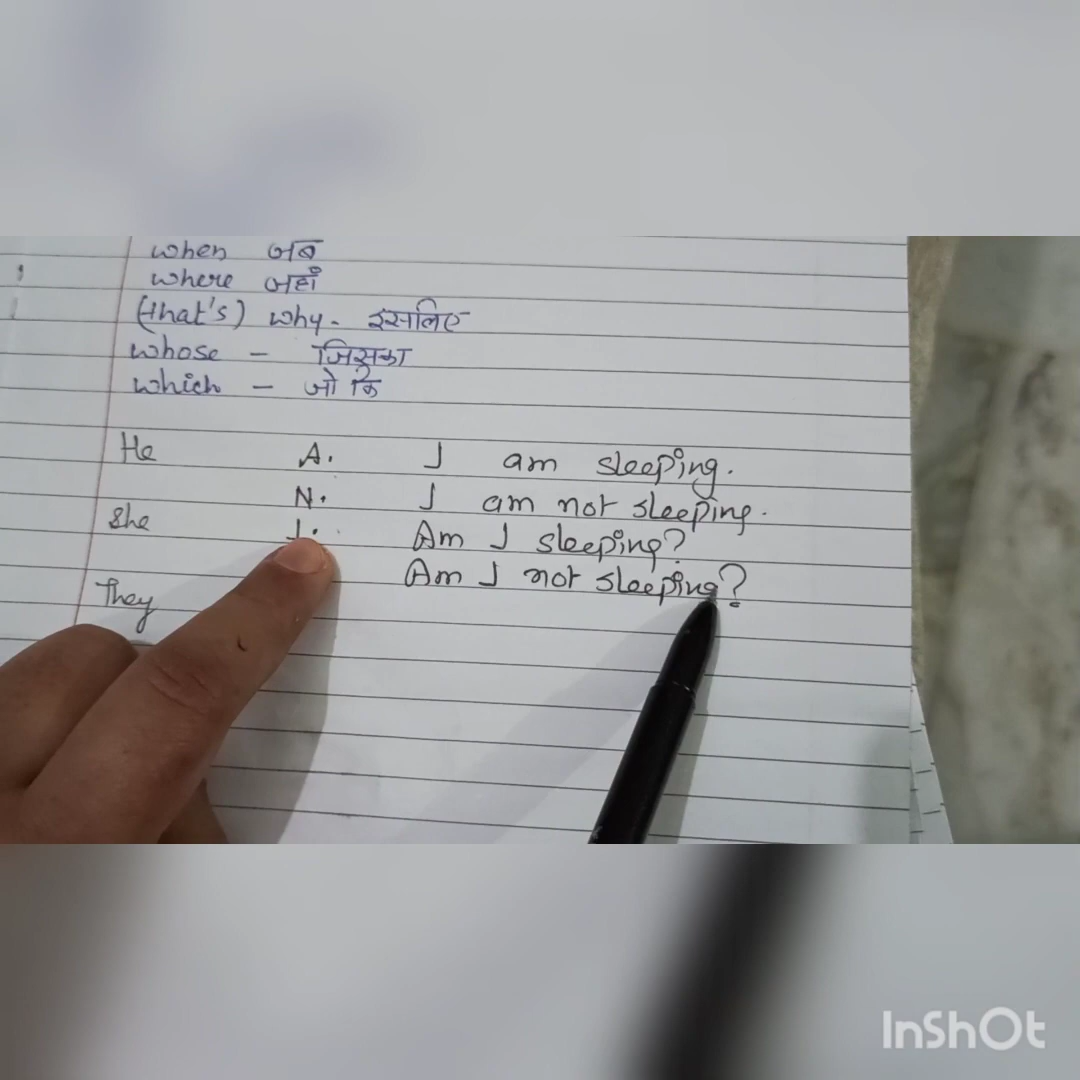 when जब
where जहाँ
(that's) why - इसलिए
whose - जिसका
which - जो कि
He A. I am sleeping.
N. I am not sleeping.
She I. Am I sleeping?
Am I not sleeping?
They
InShOt